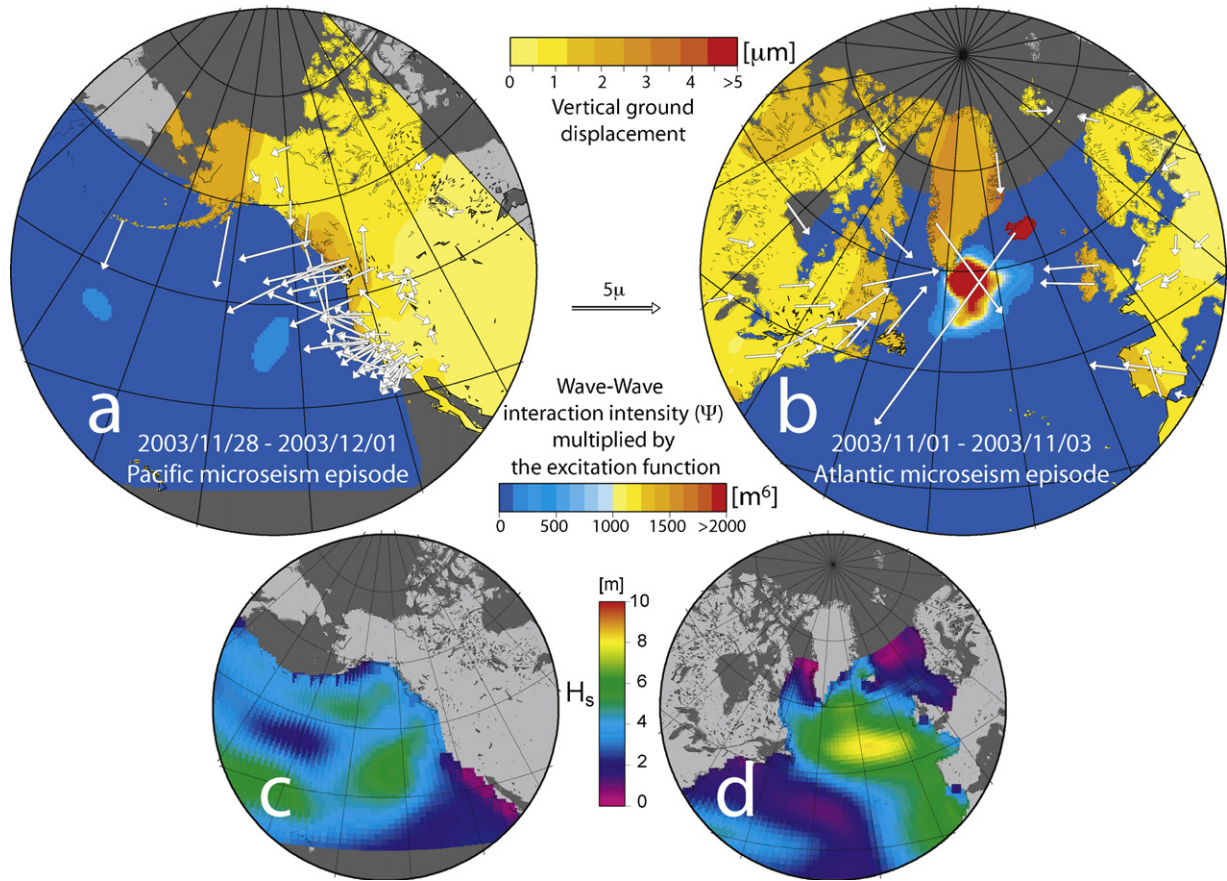 [μm]
0 1 2 3 4 >5
Vertical ground
displacement
5μ
a
2003/11/28 - 2003/12/01
Pacific microseism episode
b
2003/11/01 - 2003/11/03
Atlantic microseism episode
Wave-Wave
interaction intensity (Ψ)
multiplied by
the excitation function
[m⁶]
0 500 1000 1500 >2000
c
[m]
10
8
6
4
2
0
Hₛ
d